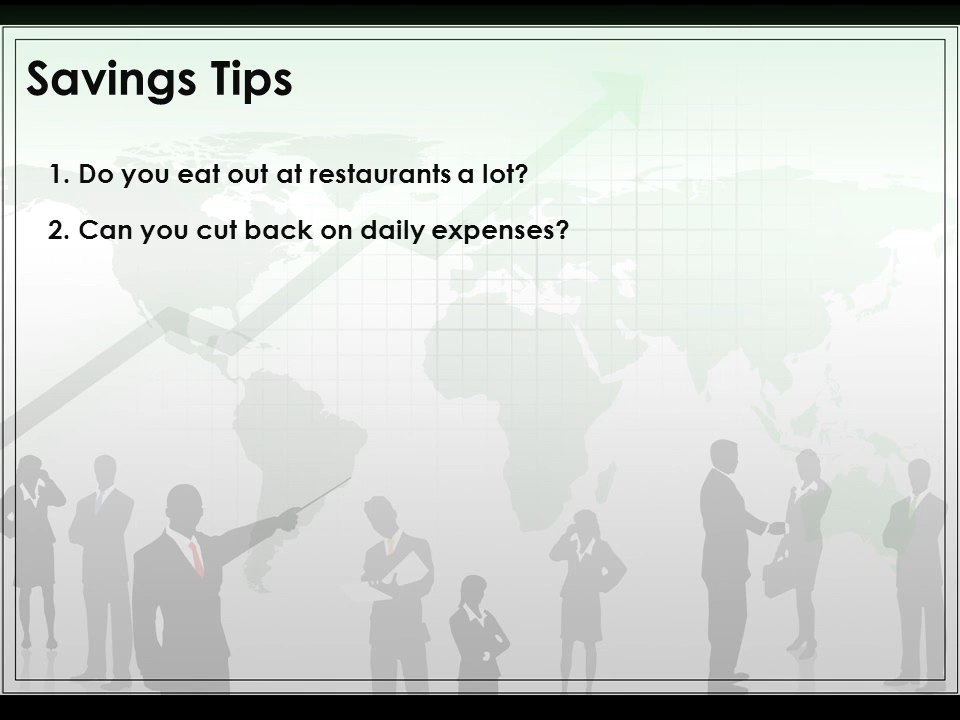 Savings Tips
1. Do you eat out at restaurants a lot?
2. Can you cut back on daily expenses?